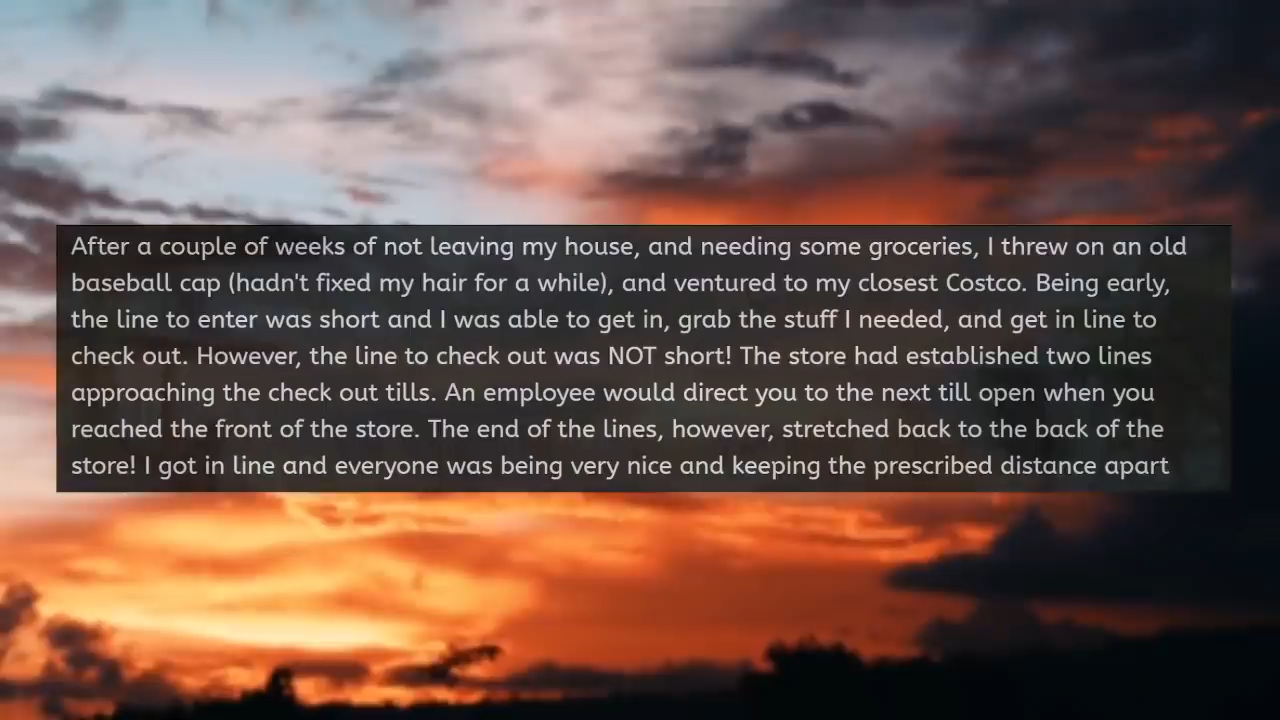 After a couple of weeks of not leaving my house, and needing some groceries, I threw on an old
baseball cap (hadn't fixed my hair for a while), and ventured to my closest Costco. Being early,
the line to enter was short and I was able to get in, grab the stuff I needed, and get in line to
check out. However, the line to check out was NOT short! The store had established two lines
approaching the check out tills. An employee would direct you to the next till open when you
reached the front of the store. The end of the lines, however, stretched back to the back of the
store! I got in line and everyone was being very nice and keeping the prescribed distance apart